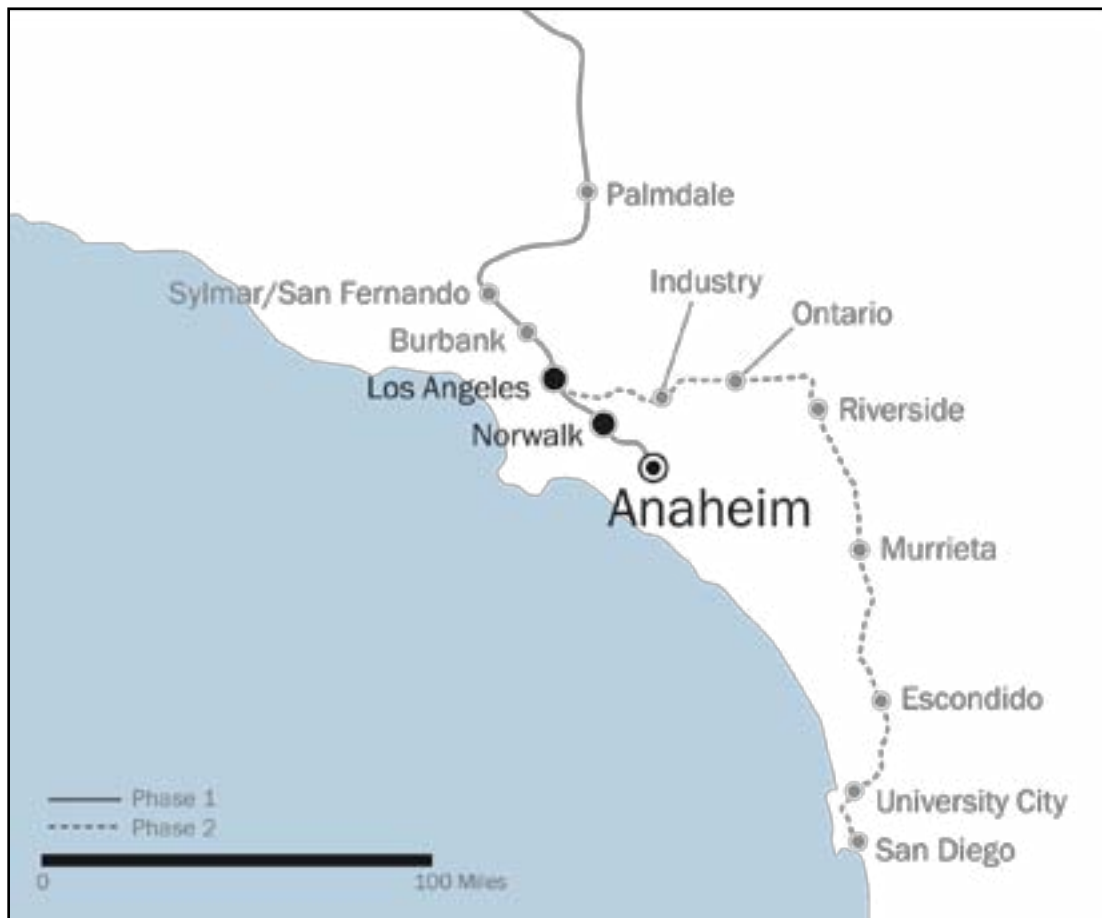 Palmdale
Industry
Sylmar/San Fernando
Ontario
Burbank
Los Angeles
Riverside
Norwalk
Anaheim
Murrieta
Escondido
Phase 1
University City
Phase 2
San Diego
0 100 Miles